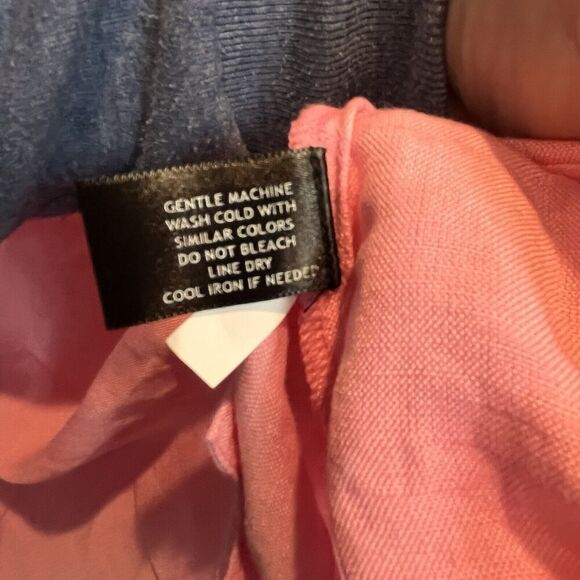 GENTLE MACHINE
WASH COLD WITH
SIMILAR COLORS
DO NOT BLEACH
LINE DRY
COOL IRON IF NEEDED